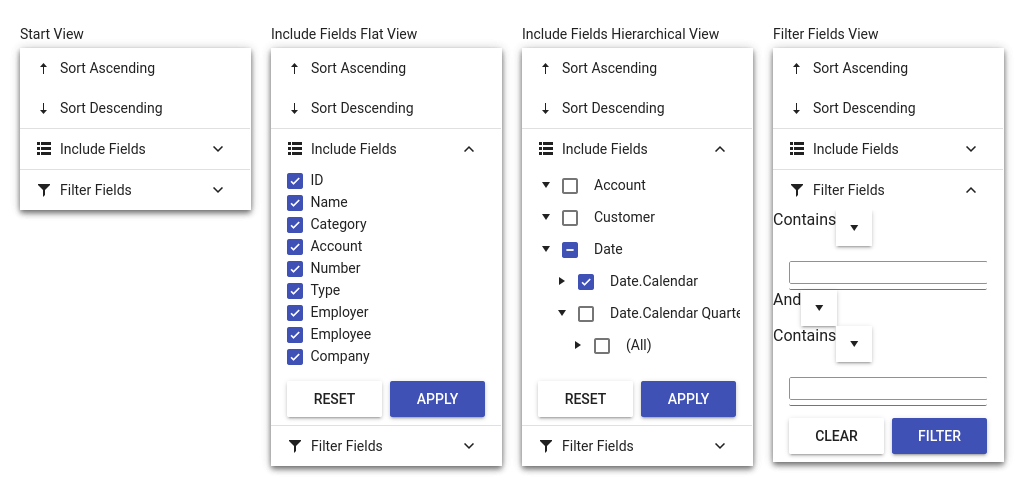 Start View
Sort Ascending
Sort Descending
Include Fields
Filter Fields
Include Fields Flat View
Sort Ascending
Sort Descending
Include Fields
ID
Name
Category
Account
Number
Type
Employer
Employee
Company
RESET
APPLY
Filter Fields
Include Fields Hierarchical View
Sort Ascending
Sort Descending
Include Fields
Account
Customer
Date
Date.Calendar
Date.Calendar Quarte
(All)
RESET
APPLY
Filter Fields
Filter Fields View
Sort Ascending
Sort Descending
Include Fields
Filter Fields
Contains
And
Contains
CLEAR
FILTER